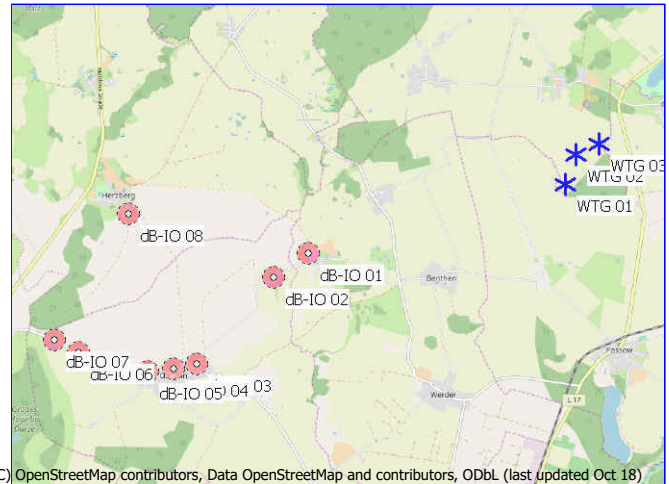 WTG 03
WTG 02
WTG 01
Herzberg
dB-IO 08
dB-IO 01
Benthen
dB-IO 02
dB-IO 07
dB-IO 06
04 03
dB-IO 05
Passow
Werder
L 17
C) OpenStreetMap contributors, Data OpenStreetMap and contributors, ODbL (last updated Oct 18)